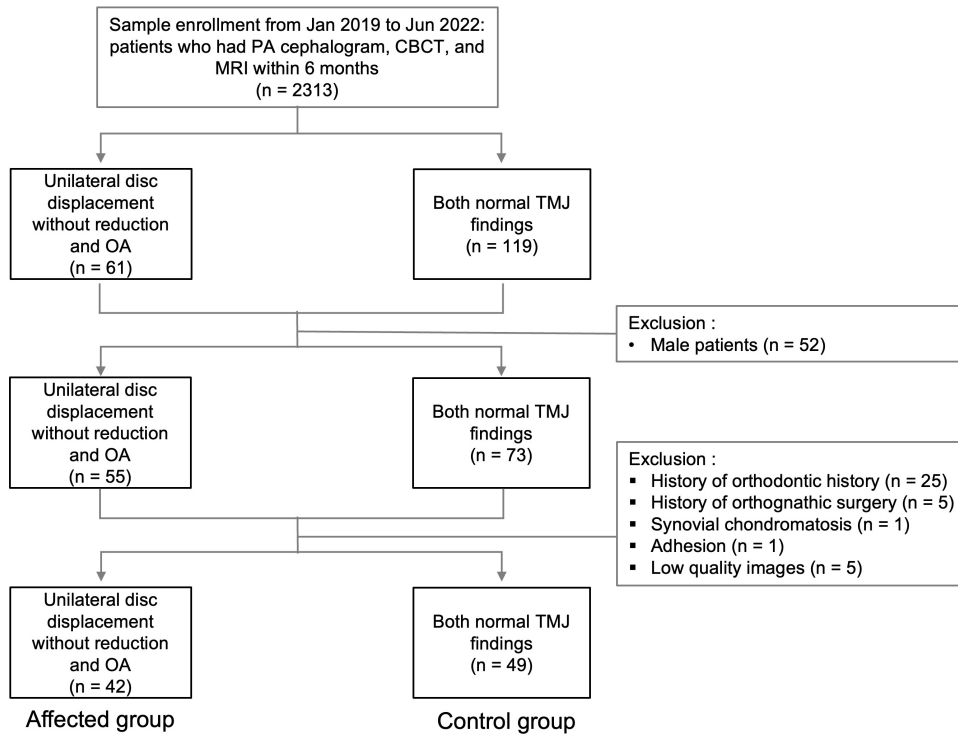 Sample enrollment from Jan 2019 to Jun 2022:
patients who had PA cephalogram, CBCT, and
MRI within 6 months
(n = 2313)
Unilateral disc
displacement
without reduction
and OA
(n = 61)
Both normal TMJ
findings
(n = 119)
Exclusion :
• Male patients (n = 52)
Unilateral disc
displacement
without reduction
and OA
(n = 55)
Both normal TMJ
findings
(n = 73)
Exclusion :
▪ History of orthodontic history (n = 25)
▪ History of orthognathic surgery (n = 5)
▪ Synovial chondromatosis (n = 1)
▪ Adhesion (n = 1)
▪ Low quality images (n = 5)
Unilateral disc
displacement
without reduction
and OA
(n = 42)
Both normal TMJ
findings
(n = 49)
Affected group
Control group